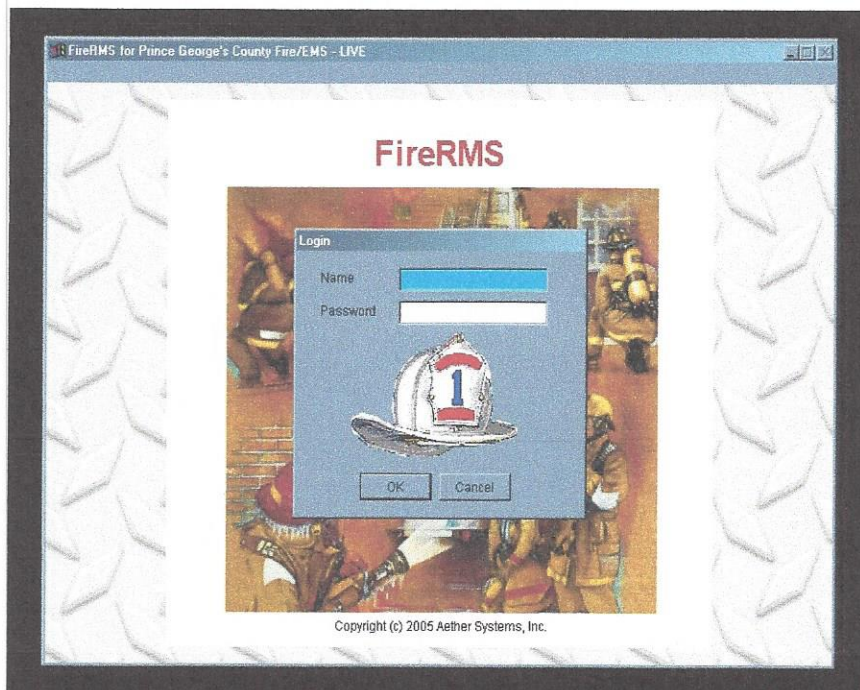 FireRMS for Prince George's County Fire/EMS - LIVE
FireRMS
Login
Name
Password
1
OK
Cancel
Copyright (c) 2005 Aether Systems, Inc.